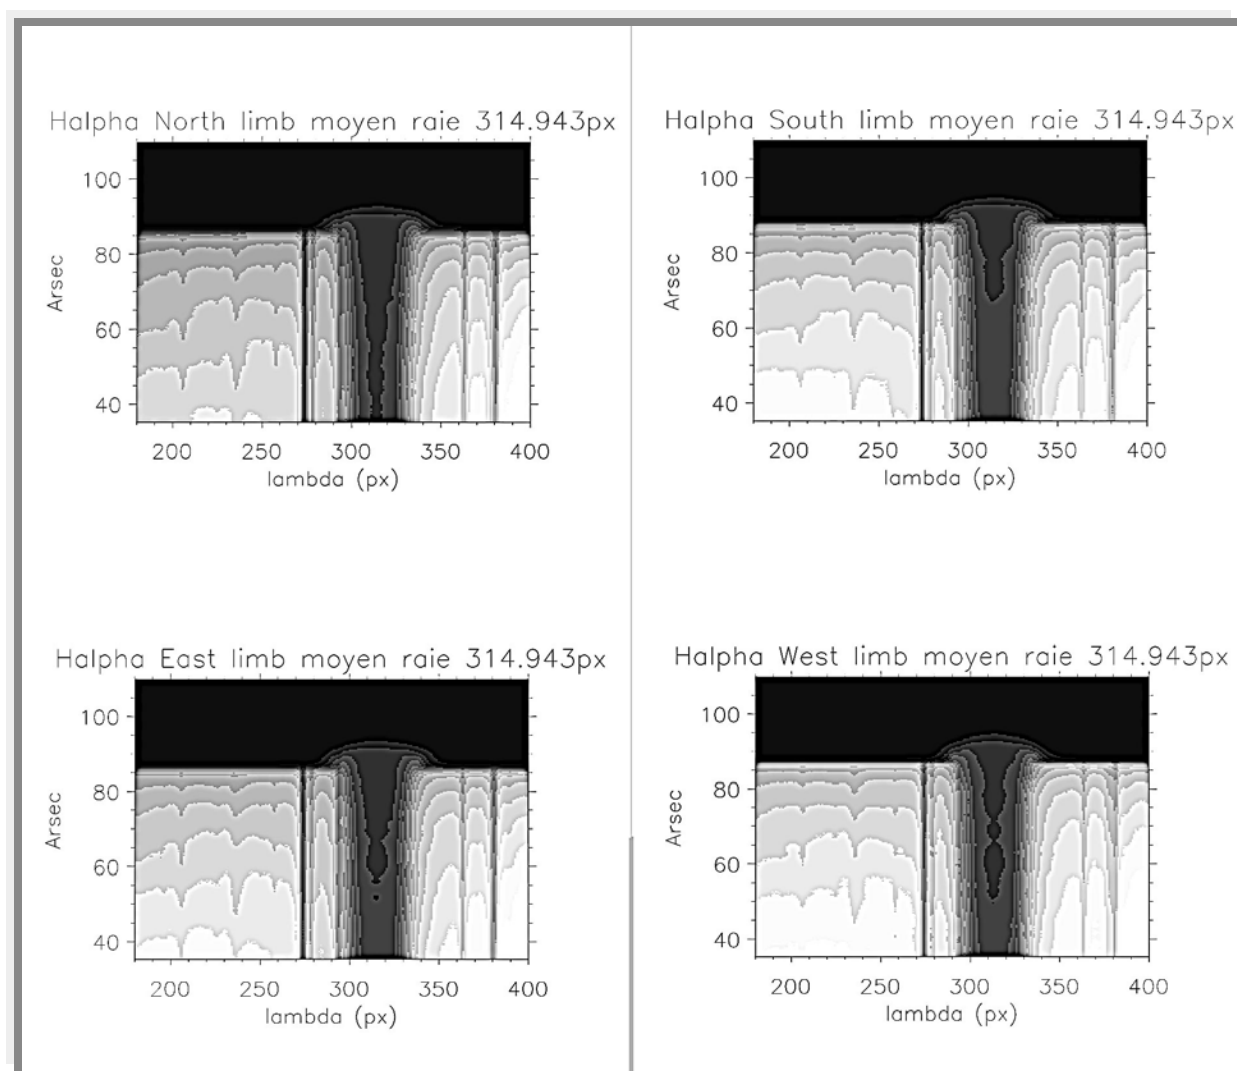 Halpha North limb moyen raie 314.943px
100
80
60
40
Arsec
200 250 300 350 400
lambda (px)
Halpha South limb moyen raie 314.943px
100
80
60
40
Arsec
200 250 300 350 400
lambda (px)
Halpha East limb moyen raie 314.943px
100
80
60
40
Arsec
200 250 300 350 400
lambda (px)
Halpha West limb moyen raie 314.943px
100
80
60
40
Arsec
200 250 300 350 400
lambda (px)